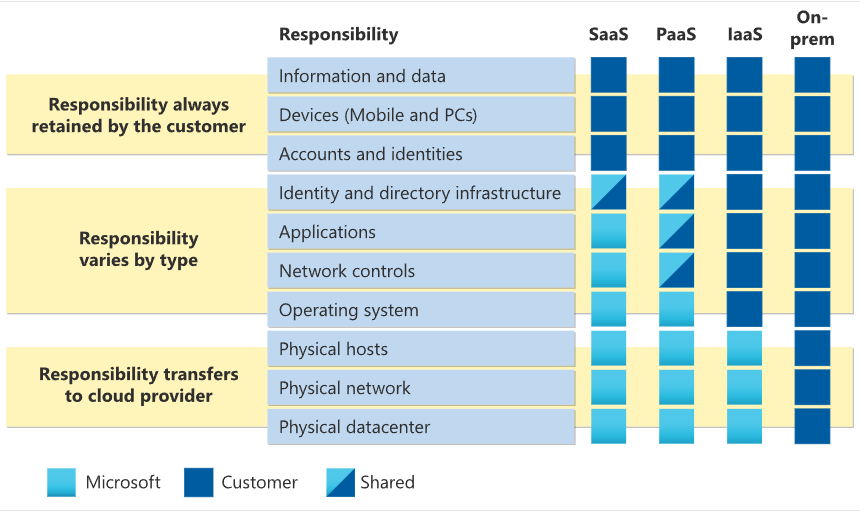 Responsibility
SaaS
PaaS
IaaS
On-
prem
Responsibility always
retained by the customer
Information and data
Devices (Mobile and PCs)
Accounts and identities
Responsibility
varies by type
Identity and directory infrastructure
Applications
Network controls
Operating system
Responsibility transfers
to cloud provider
Physical hosts
Physical network
Physical datacenter
Microsoft
Customer
Shared